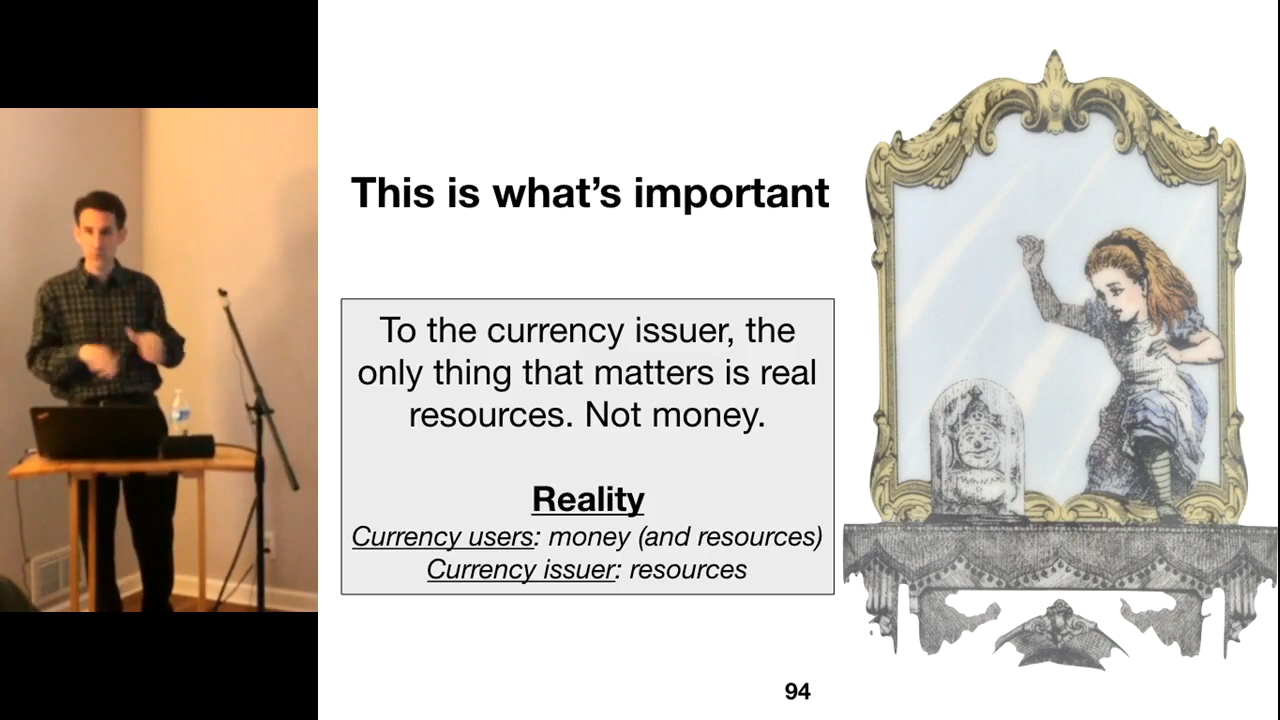 This is what’s important
To the currency issuer, the
only thing that matters is real
resources. Not money.
Reality
Currency users: money (and resources)
Currency issuer: resources
94